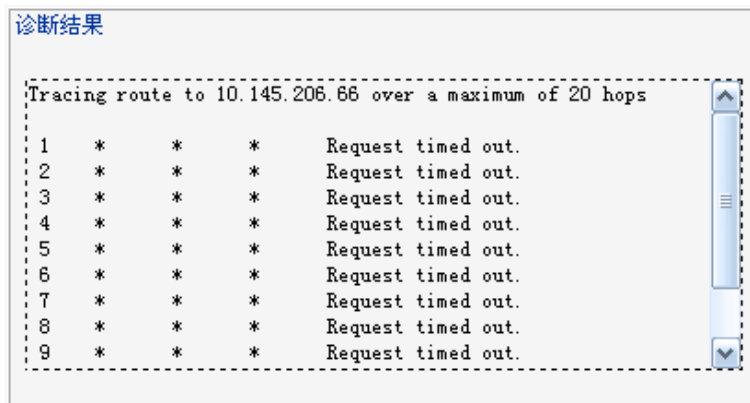 诊断结果
Tracing route to 10.145.206.66 over a maximum of 20 hops
1 * * * Request timed out.
2 * * * Request timed out.
3 * * * Request timed out.
4 * * * Request timed out.
5 * * * Request timed out.
6 * * * Request timed out.
7 * * * Request timed out.
8 * * * Request timed out.
9 * * * Request timed out.